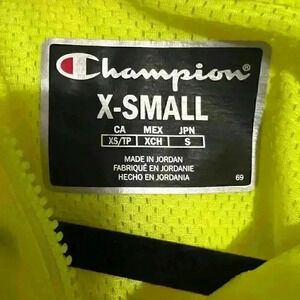 Champion
X-SMALL
CA MEX JPN
XS/TP XCH S
MADE IN JORDAN
FABRIQUÉ EN JORDANIE
HECHO EN JORDANIA
69